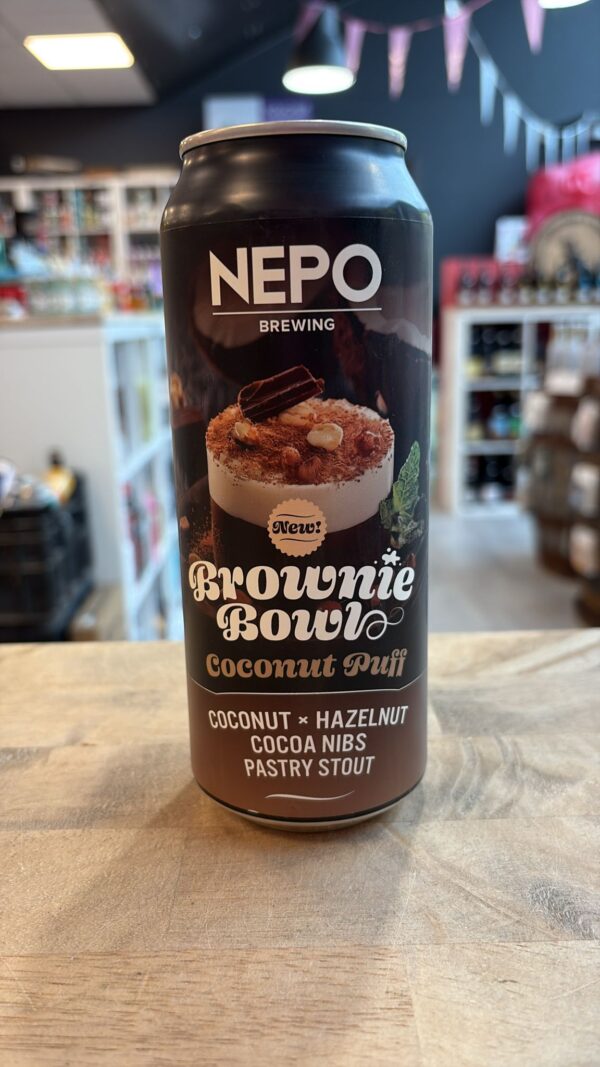 NEPO
BREWING
New!
Brownie
Bowl
Coconut Puff
COCONUT × HAZELNUT
COCOA NIBS
PASTRY STOUT